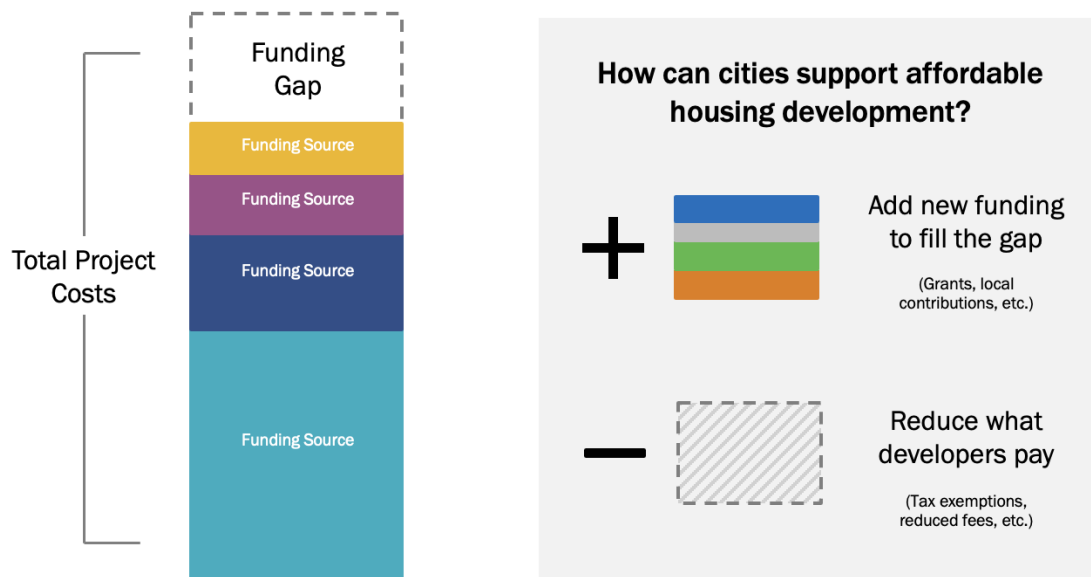 Funding
Gap
Funding Source
Funding Source
Funding Source
Funding Source
Total Project
Costs
How can cities support affordable
housing development?
Add new funding
to fill the gap
(Grants, local
contributions, etc.)
Reduce what
developers pay
(Tax exemptions,
reduced fees, etc.)